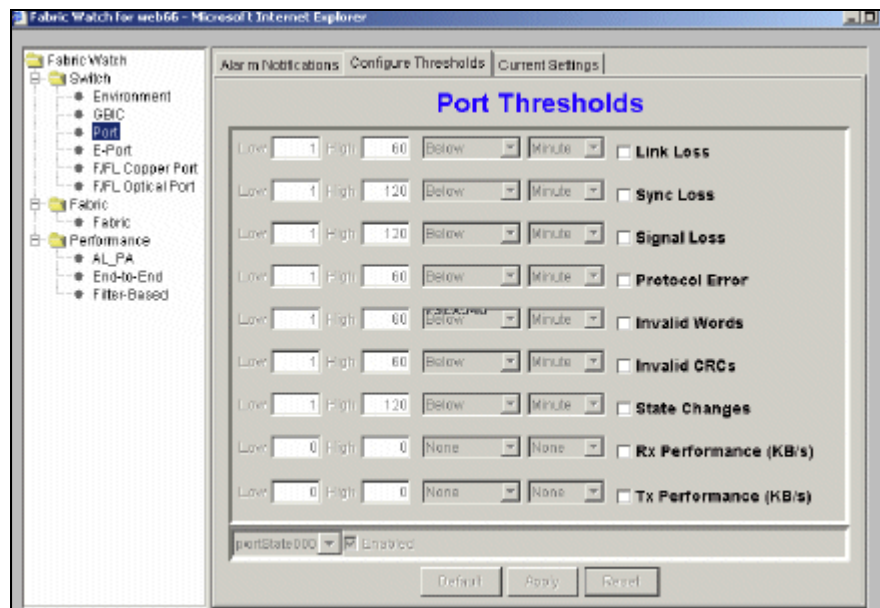 Fabric Watch for web66 - Microsoft Internet Explorer
Fabric Watch
Switch
Environment
GBIC
Port
E-Port
F/FL Copper Port
F/FL Optical Port
Fabric
Fabric
Performance
AL_PA
End-to-End
Filter-Based
Alarm Notifications Configure Thresholds Current Settings
Port Thresholds
Low 1 High 60 Below Minute Link Loss
Low 1 High 120 Below Minute Sync Loss
Low 1 High 120 Below Minute Signal Loss
Low 1 High 60 Below Minute Protocol Error
Low 1 High 60 Below Minute Invalid Words
Low 1 High 60 Below Minute Invalid CRCs
Low 1 High 120 Below Minute State Changes
Low 0 High 0 None None Rx Performance (KB/s)
Low 0 High 0 None None Tx Performance (KB/s)
portState000 Enabled
Default Apply Reset